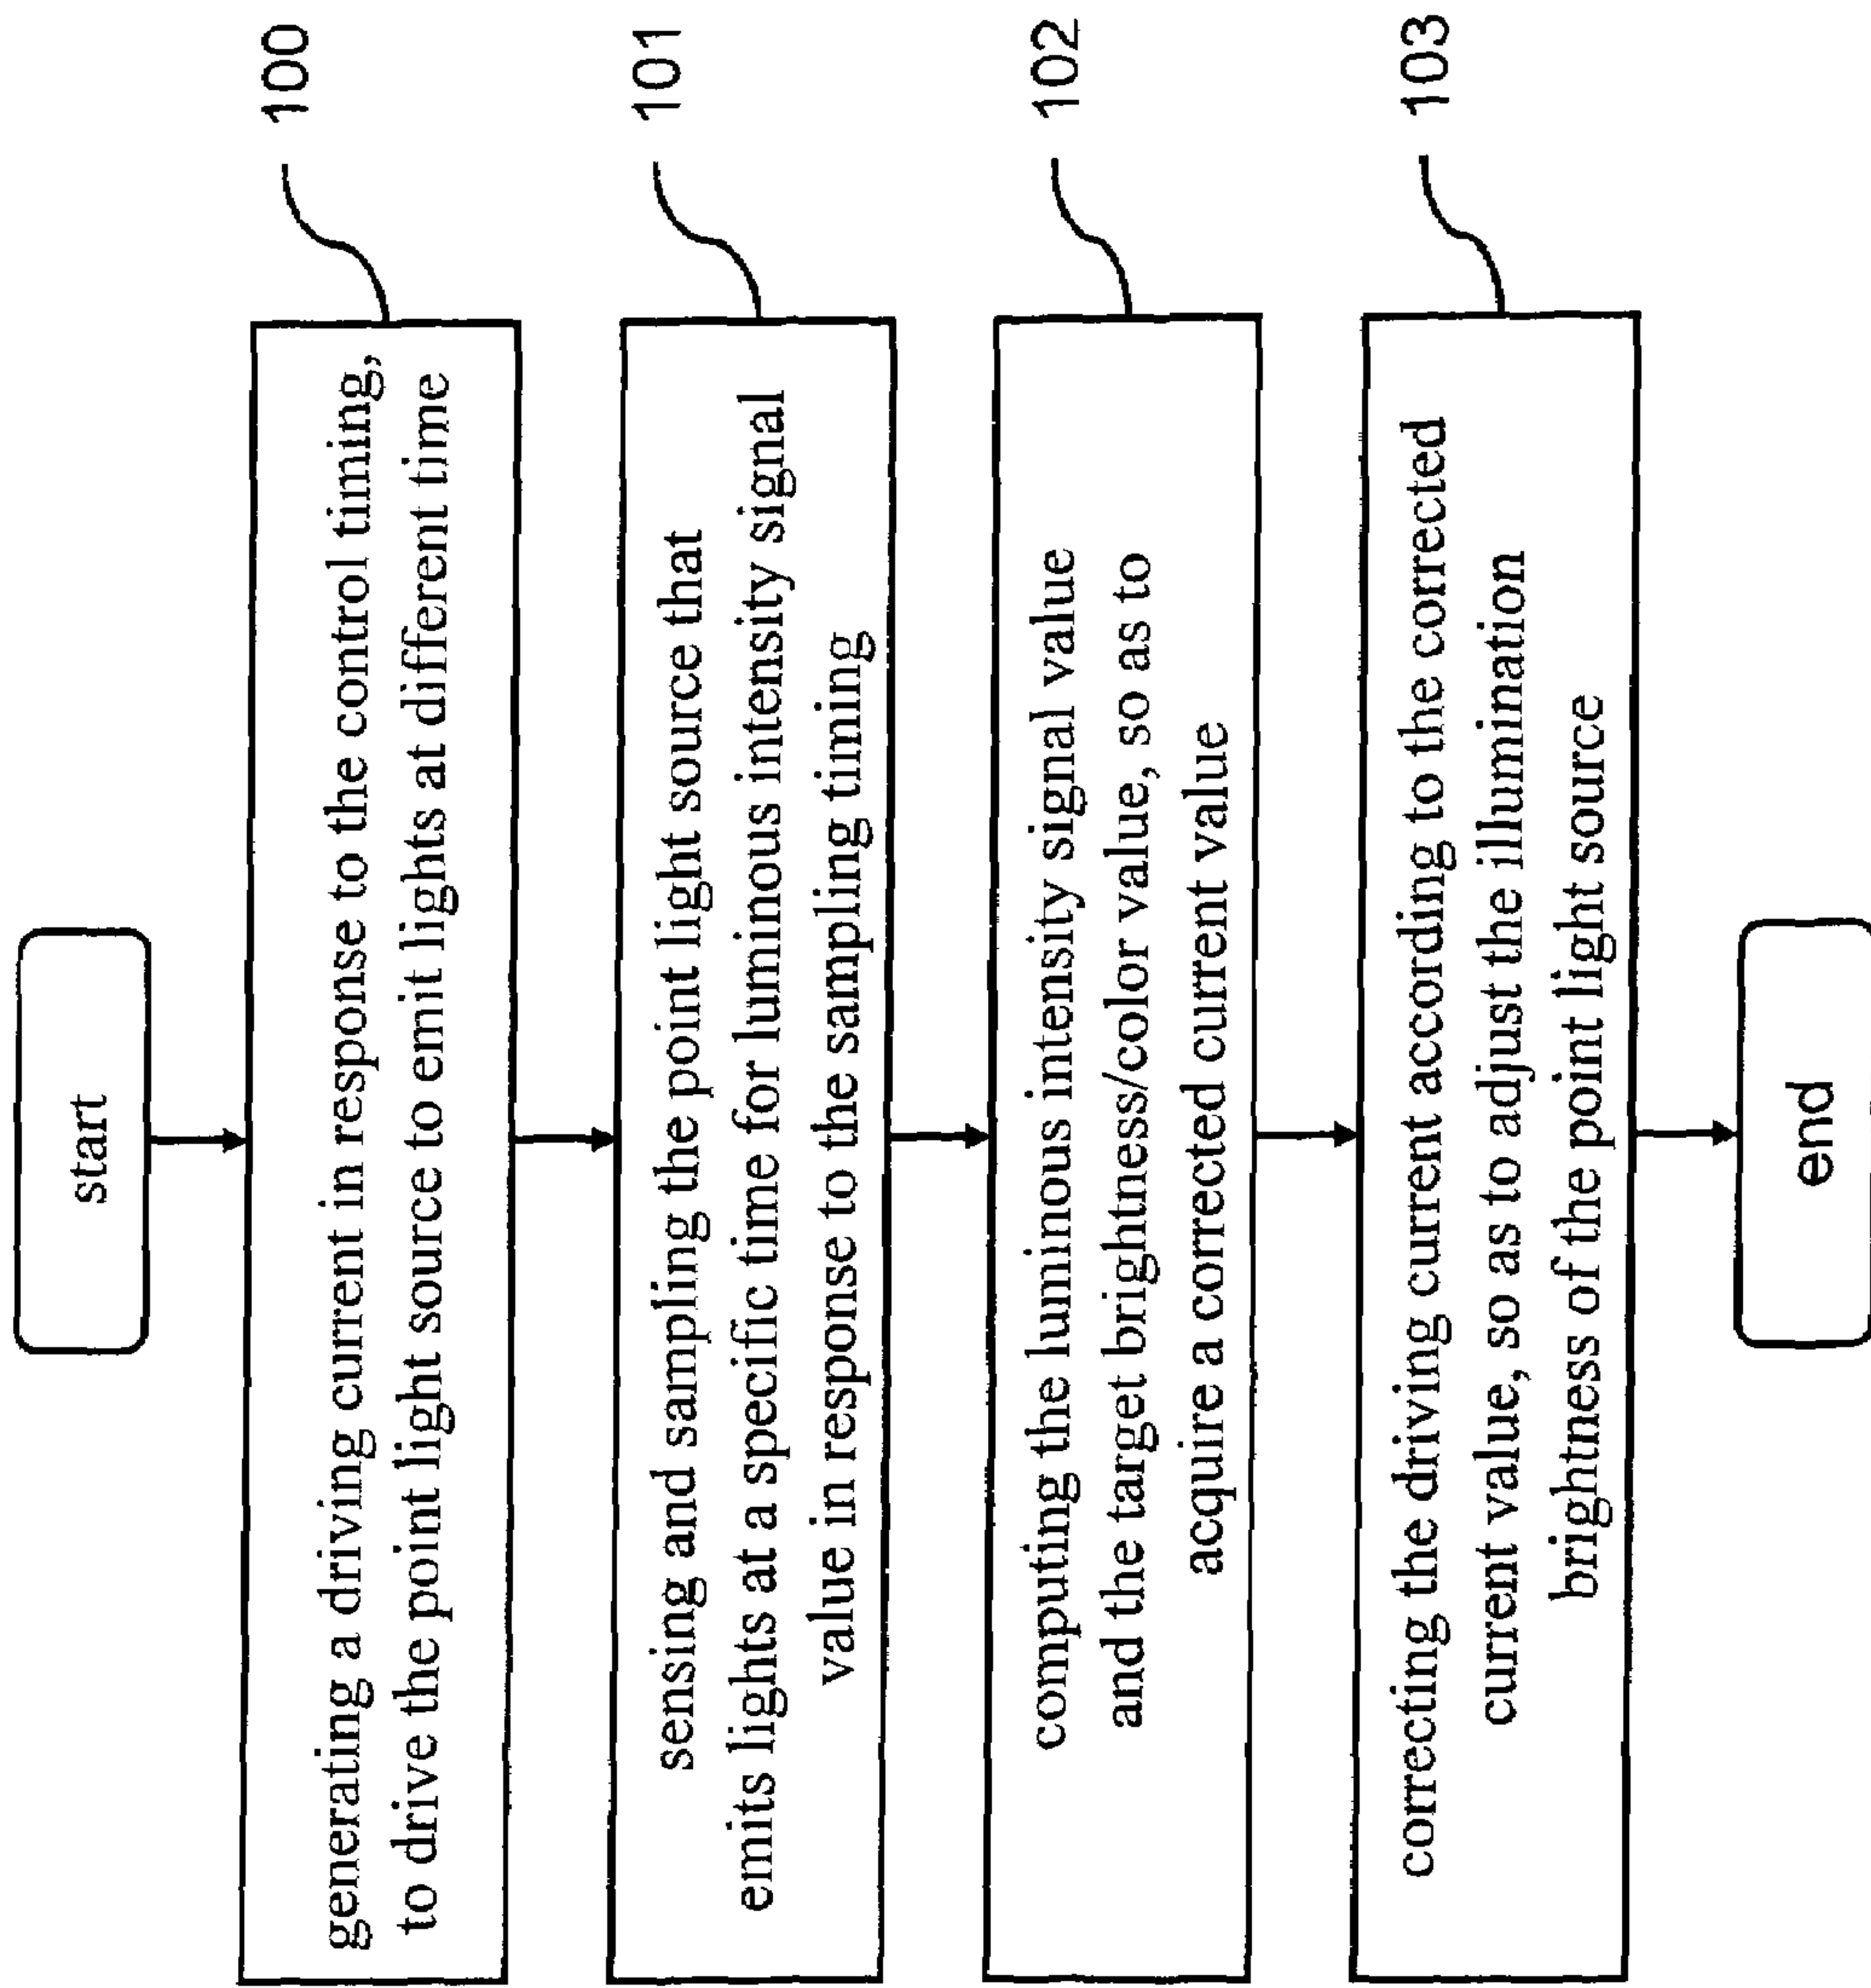 start
generating a driving current in response to the control timing,
to drive the point light source to emit lights at different time
100
sensing and sampling the point light source that
emits lights at a specific time for luminous intensity signal
value in response to the sampling timing
101
computing the luminous intensity signal value
and the target brightness/color value, so as to
acquire a corrected current value
102
correcting the driving current according to the corrected
current value, so as to adjust the illumination
brightness of the point light source
103
end